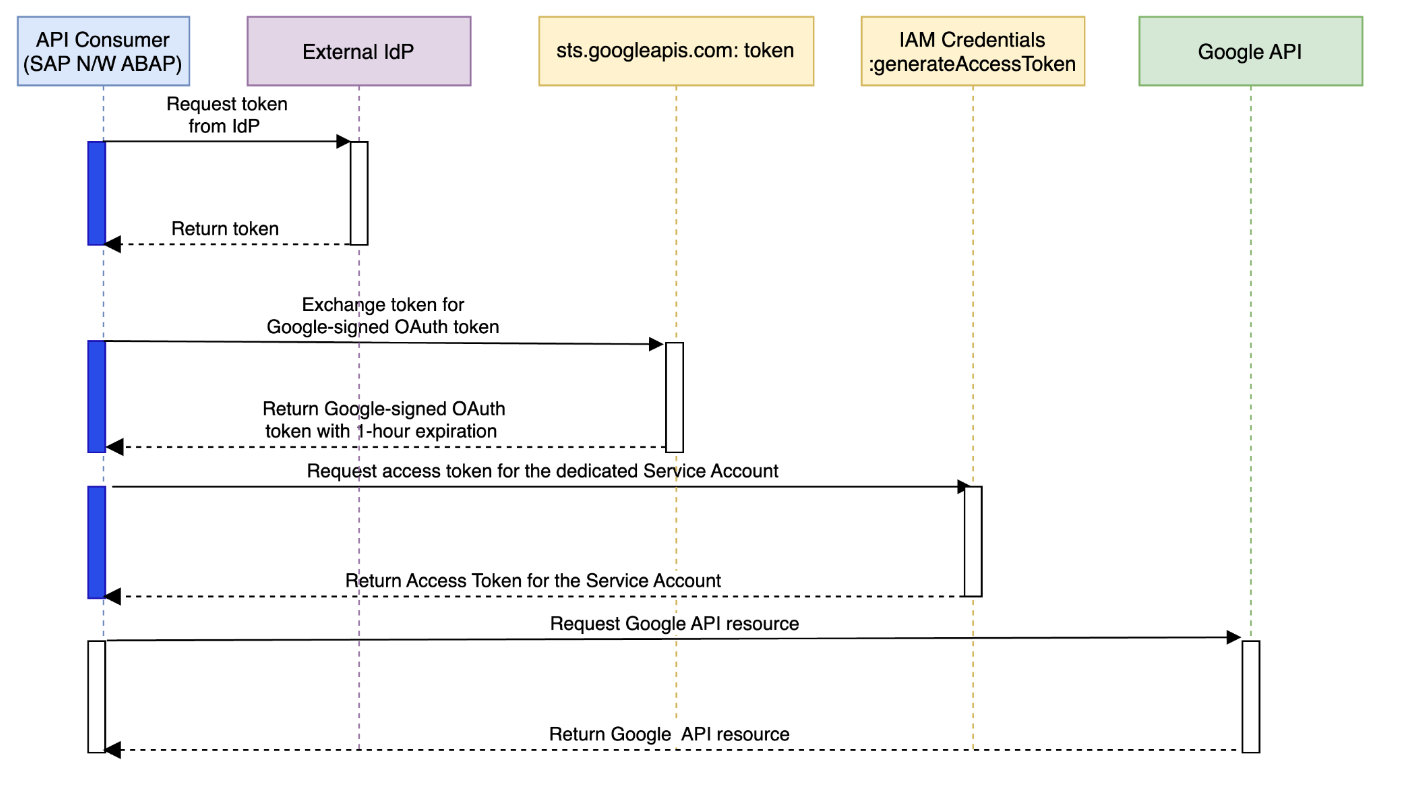 API Consumer
(SAP N/W ABAP)
External IdP
sts.googleapis.com: token
IAM Credentials
:generateAccessToken
Google API
Request token
from IdP
Return token
Exchange token for
Google-signed OAuth token
Return Google-signed OAuth
token with 1-hour expiration
Request access token for the dedicated Service Account
Return Access Token for the Service Account
Request Google API resource
Return Google  API resource